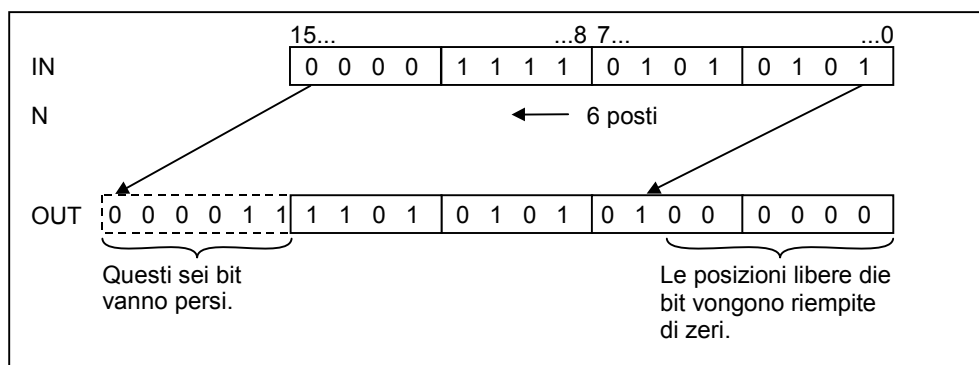 15... ...8 7... ...0
IN 0 0 0 0 1 1 1 1 0 1 0 1 0 1 0 1
N 6 posti
OUT 0 0 0 0 1 1 1 1 0 1 0 1 0 1 0 1 0 0 0 0 0 0
Questi sei bit
vanno persi.
Le posizioni libere die
bit vongono riempite
di zeri.